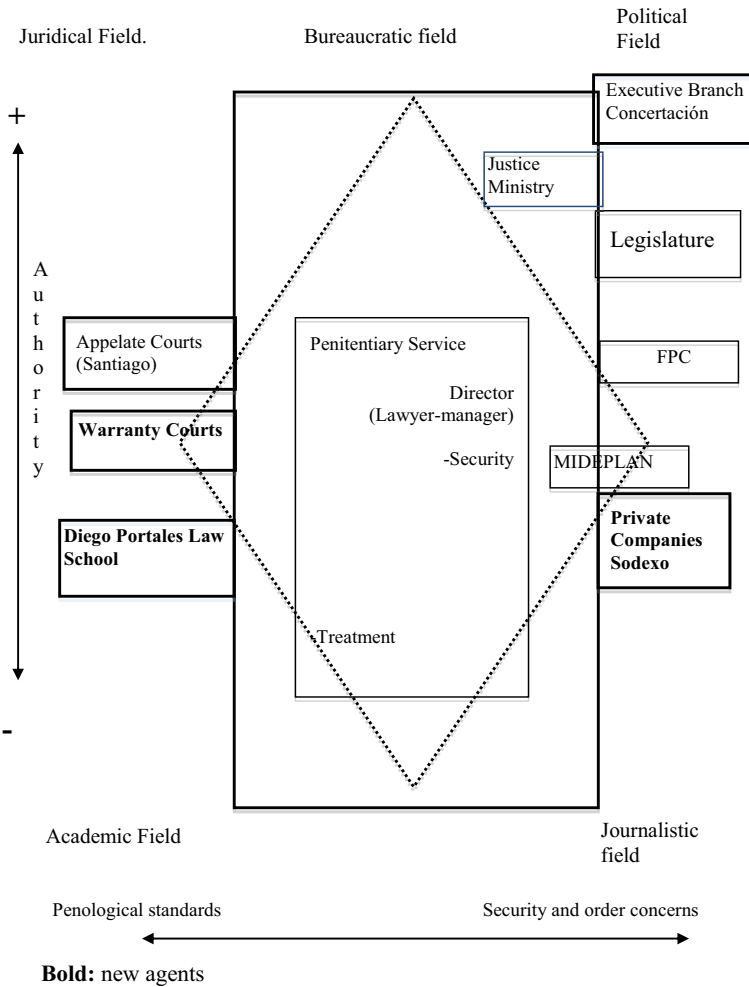 Juridical Field.
Bureaucratic field
Political
Field
+
Executive Branch
Concertación
Justice
Ministry
Legislature
Authority
Appelate Courts
(Santiago)
Penitentiary Service
FPC
Director
(Lawyer-manager)
Warranty Courts
-Security
MIDEPLAN
Diego Portales Law
School
Private
Companies
Sodexo
-Treatment
-
Academic Field
Journalistic
field
Penological standards
Security and order concerns
Bold: new agents